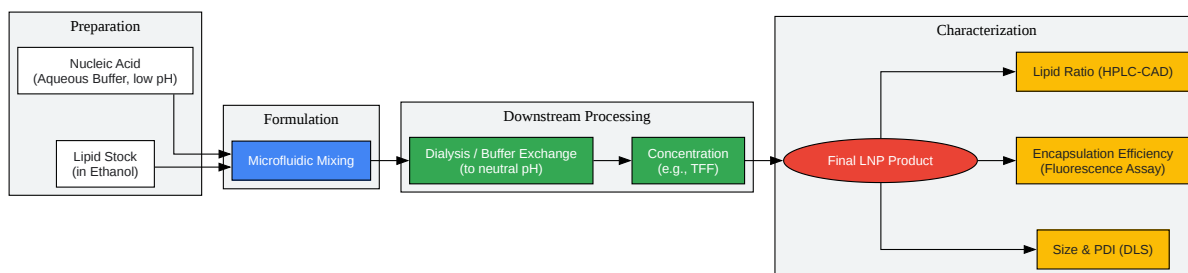 Preparation
Nucleic Acid
(Aqueous Buffer, low pH)
Lipid Stock
(in Ethanol)
Formulation
Microfluidic Mixing
Downstream Processing
Dialysis / Buffer Exchange
(to neutral pH)
Concentration
(e.g., TFF)
Characterization
Final LNP Product
Lipid Ratio (HPLC-CAD)
Encapsulation Efficiency
(Fluorescence Assay)
Size & PDI (DLS)